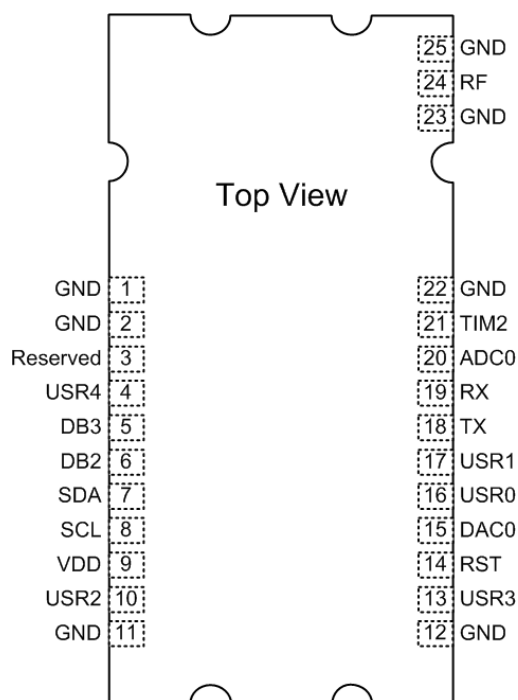 25 GND
24 RF
23 GND
Top View
GND 1 22 GND
GND 2 21 TIM2
Reserved 3 20 ADC0
USR4 4 19 RX
DB3 5 18 TX
DB2 6 17 USR1
SDA 7 16 USR0
SCL 8 15 DAC0
VDD 9 14 RST
USR2 10 13 USR3
GND 11 12 GND